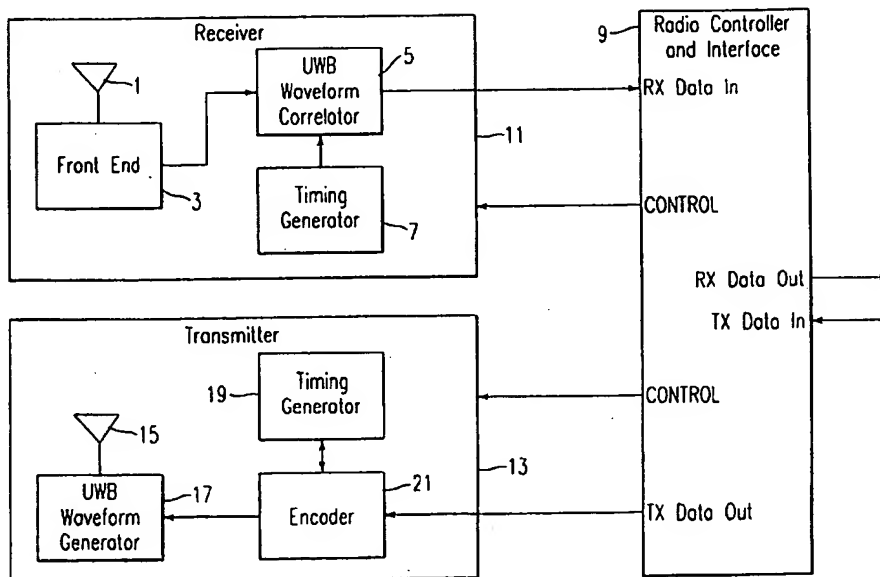 Receiver
1
Front End
3
UWB
Waveform
Correlator
5
Timing
Generator
7
11
9
Radio Controller
and Interface
RX Data In
CONTROL
RX Data Out
TX Data In
CONTROL
TX Data Out
Transmitter
15
UWB
Waveform
Generator
17
19
Timing
Generator
Encoder
21
13